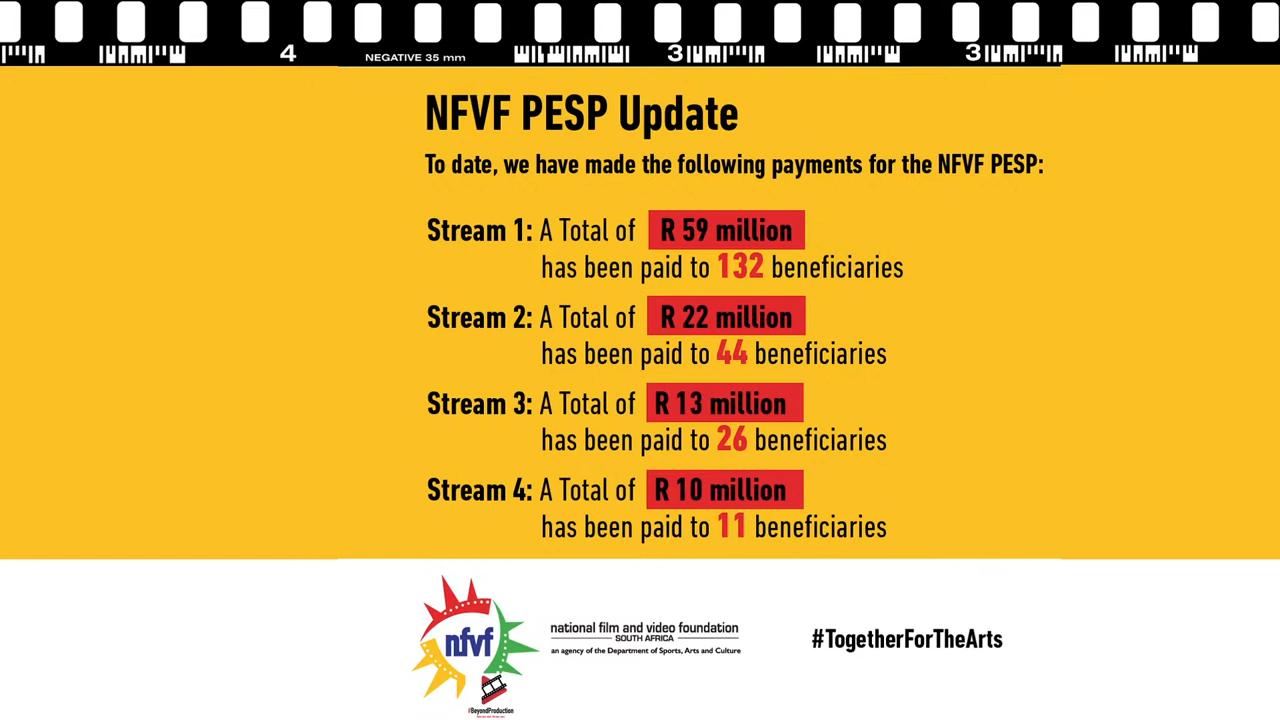 4
NEGATIVE 35 mm
3
3
NFVF PESP Update
To date, we have made the following payments for the NFVF PESP:
Stream 1: A Total of R 59 million
has been paid to 132 beneficiaries
Stream 2: A Total of R 22 million
has been paid to 44 beneficiaries
Stream 3: A Total of R 13 million
has been paid to 26 beneficiaries
Stream 4: A Total of R 10 million
has been paid to 11 beneficiaries
nfvf
#BeyondProduction
national film and video foundation
SOUTH AFRICA
an agency of the Department of Sports, Arts and Culture
#TogetherForTheArts